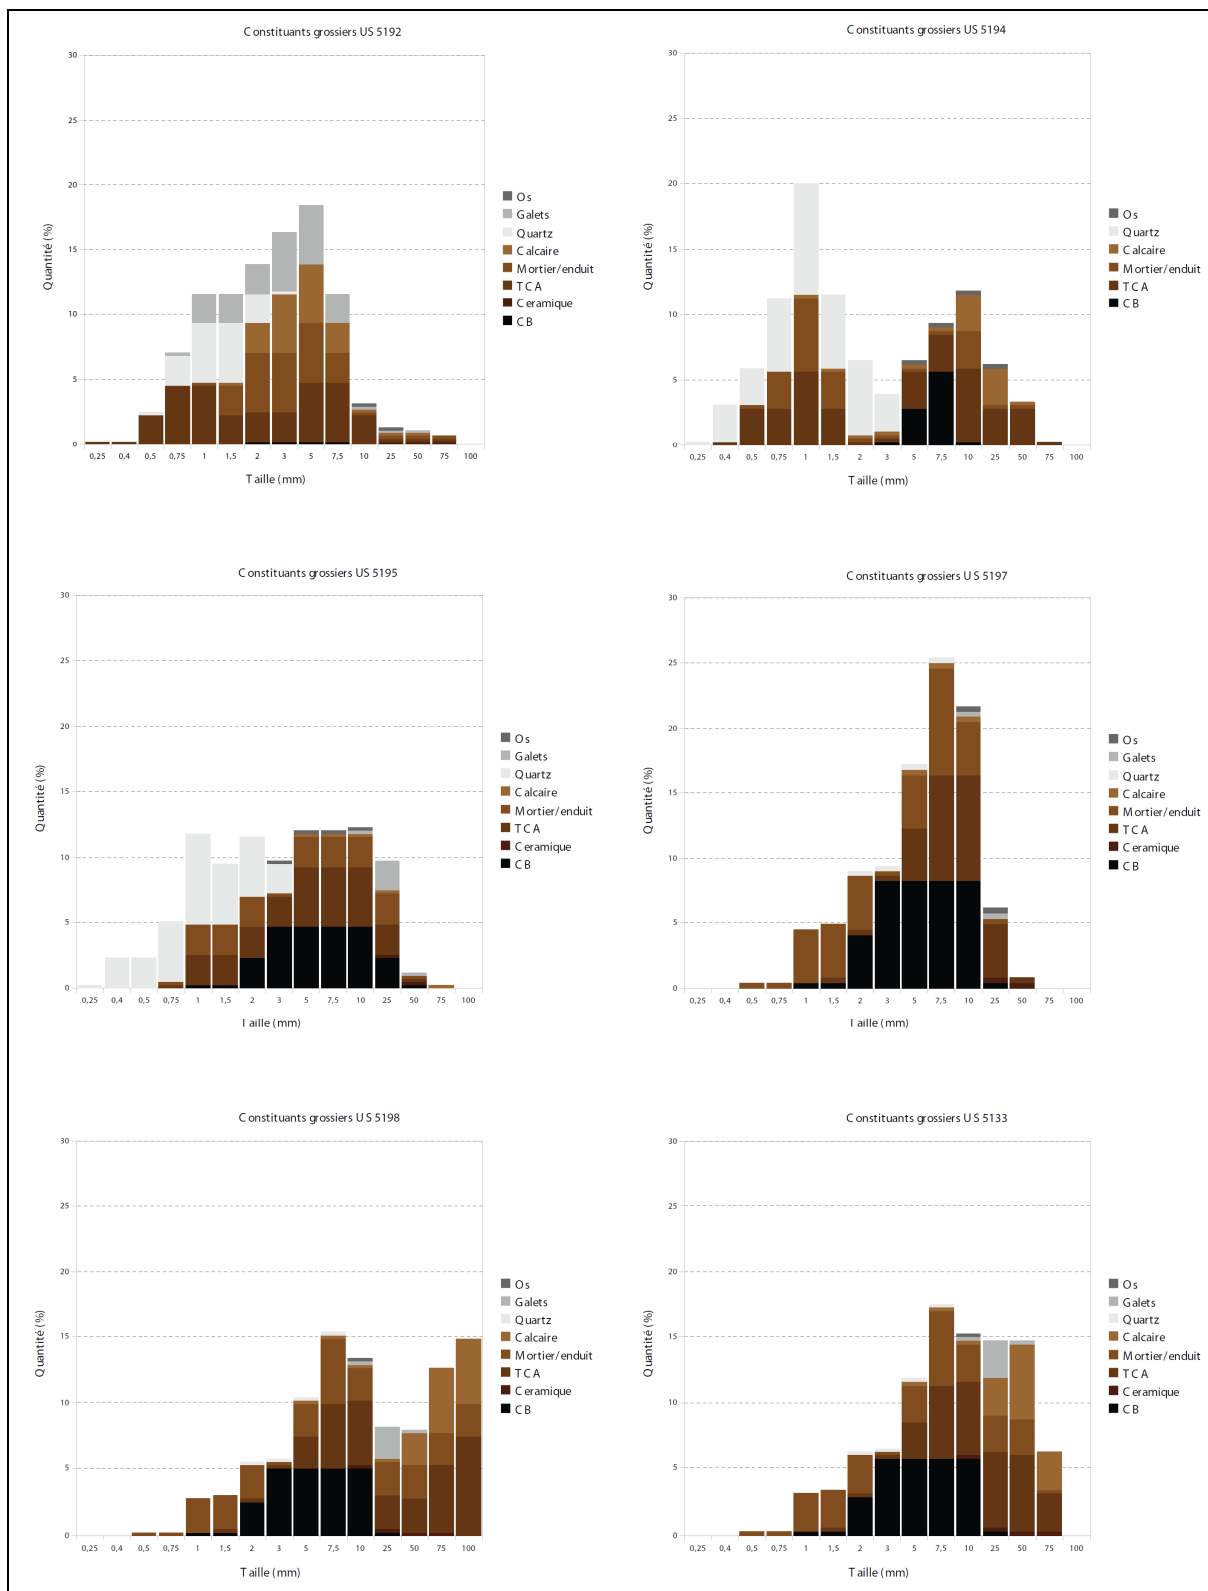 Constituants grossiers US 5192
30
25
20
15
10
5
0
Quantité (%)
0,25 0,4 0,5 0,75 1 1,5 2 3 5 7,5 10 25 50 75 100
Taille (mm)
Os
Galets
Quartz
Calcaire
Mortier/enduit
TCA
Ceramique
CB
Constituants grossiers US 5194
30
25
20
15
10
5
0
Quantité (%)
0,25 0,4 0,5 0,75 1 1,5 2 3 5 7,5 10 25 50 75 100
Taille (mm)
Os
Quartz
Calcaire
Mortier/enduit
TCA
CB
Constituants grossiers US 5195
30
25
20
15
10
5
0
Quantité (%)
0,25 0,4 0,5 0,75 1 1,5 2 3 5 7,5 10 25 50 75 100
Taille (mm)
Os
Galets
Quartz
Calcaire
Mortier/enduit
TCA
Ceramique
CB
Constituants grossiers US 5197
30
25
20
15
10
5
0
Quantité (%)
0,25 0,4 0,5 0,75 1 1,5 2 3 5 7,5 10 25 50 75 100
Taille (mm)
Os
Galets
Quartz
Calcaire
Mortier/enduit
TCA
Ceramique
CB
Constituants grossiers US 5198
30
25
20
15
10
5
0
Quantité (%)
0,25 0,4 0,5 0,75 1 1,5 2 3 5 7,5 10 25 50 75 100
Taille (mm)
Os
Galets
Quartz
Calcaire
Mortier/enduit
TCA
Ceramique
CB
Constituants grossiers US 5133
30
25
20
15
10
5
0
Quantité (%)
0,25 0,4 0,5 0,75 1 1,5 2 3 5 7,5 10 25 50 75 100
Taille (mm)
Os
Galets
Quartz
Calcaire
Mortier/enduit
TCA
Ceramique
CB